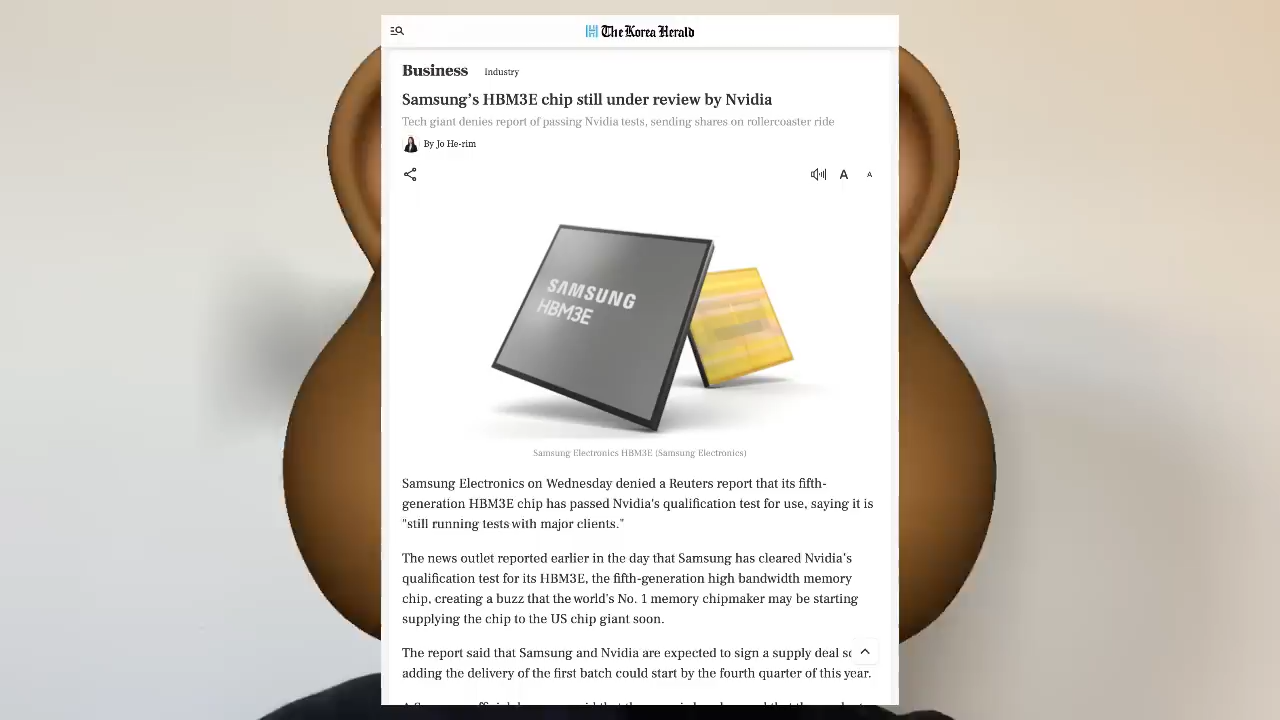 The Korea Herald
Business Industry
Samsung's HBM3E chip still under review by Nvidia
Tech giant denies report of passing Nvidia tests, sending shares on rollercoaster ride
By Jo He-rim
A A
SAMSUNG
HBM3E
Samsung Electronics HBM3E (Samsung Electronics)
Samsung Electronics on Wednesday denied a Reuters report that its fifth-
generation HBM3E chip has passed Nvidia's qualification test for use, saying it is
"still running tests with major clients."
The news outlet reported earlier in the day that Samsung has cleared Nvidia's
qualification test for its HBM3E, the fifth-generation high bandwidth memory
chip, creating a buzz that the world's No. 1 memory chipmaker may be starting
supplying the chip to the US chip giant soon.
The report said that Samsung and Nvidia are expected to sign a supply deal
adding the delivery of the first batch could start by the fourth quarter of this year.